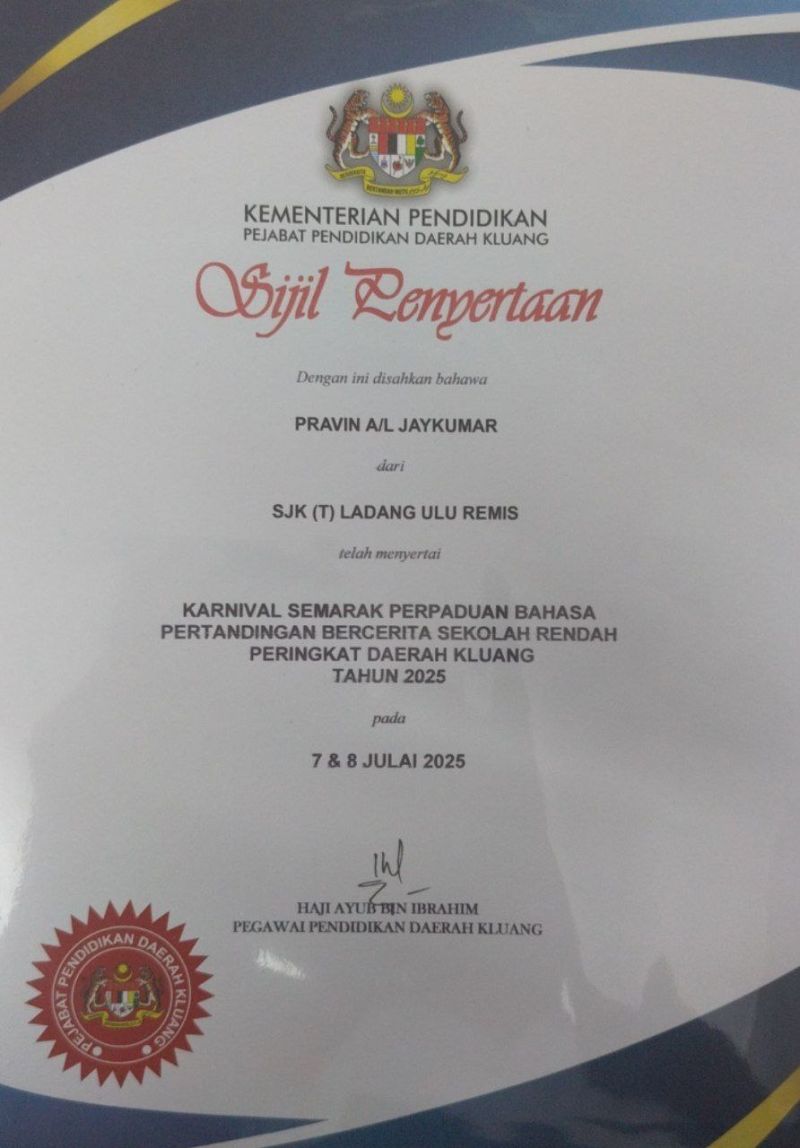 KEMENTERIAN PENDIDIKAN
PEJABAT PENDIDIKAN DAERAH KLUANG
Sijil Penyertaan
Dengan ini disahkan bahawa
PRAVIN A/L JAYKUMAR
dari
SJK (T) LADANG ULU REMIS
telah menyertai
KARNIVAL SEMARAK PERPADUAN BAHASA
PERTANDINGAN BERCERITA SEKOLAH RENDAH
PERINGKAT DAERAH KLUANG
TAHUN 2025
pada
7 & 8 JULAI 2025
HAJI AYUB BIN IBRAHIM
PEGAWAI PENDIDIKAN DAERAH KLUANG
PEJABAT PENDIDIKAN DAERAH KLUANG